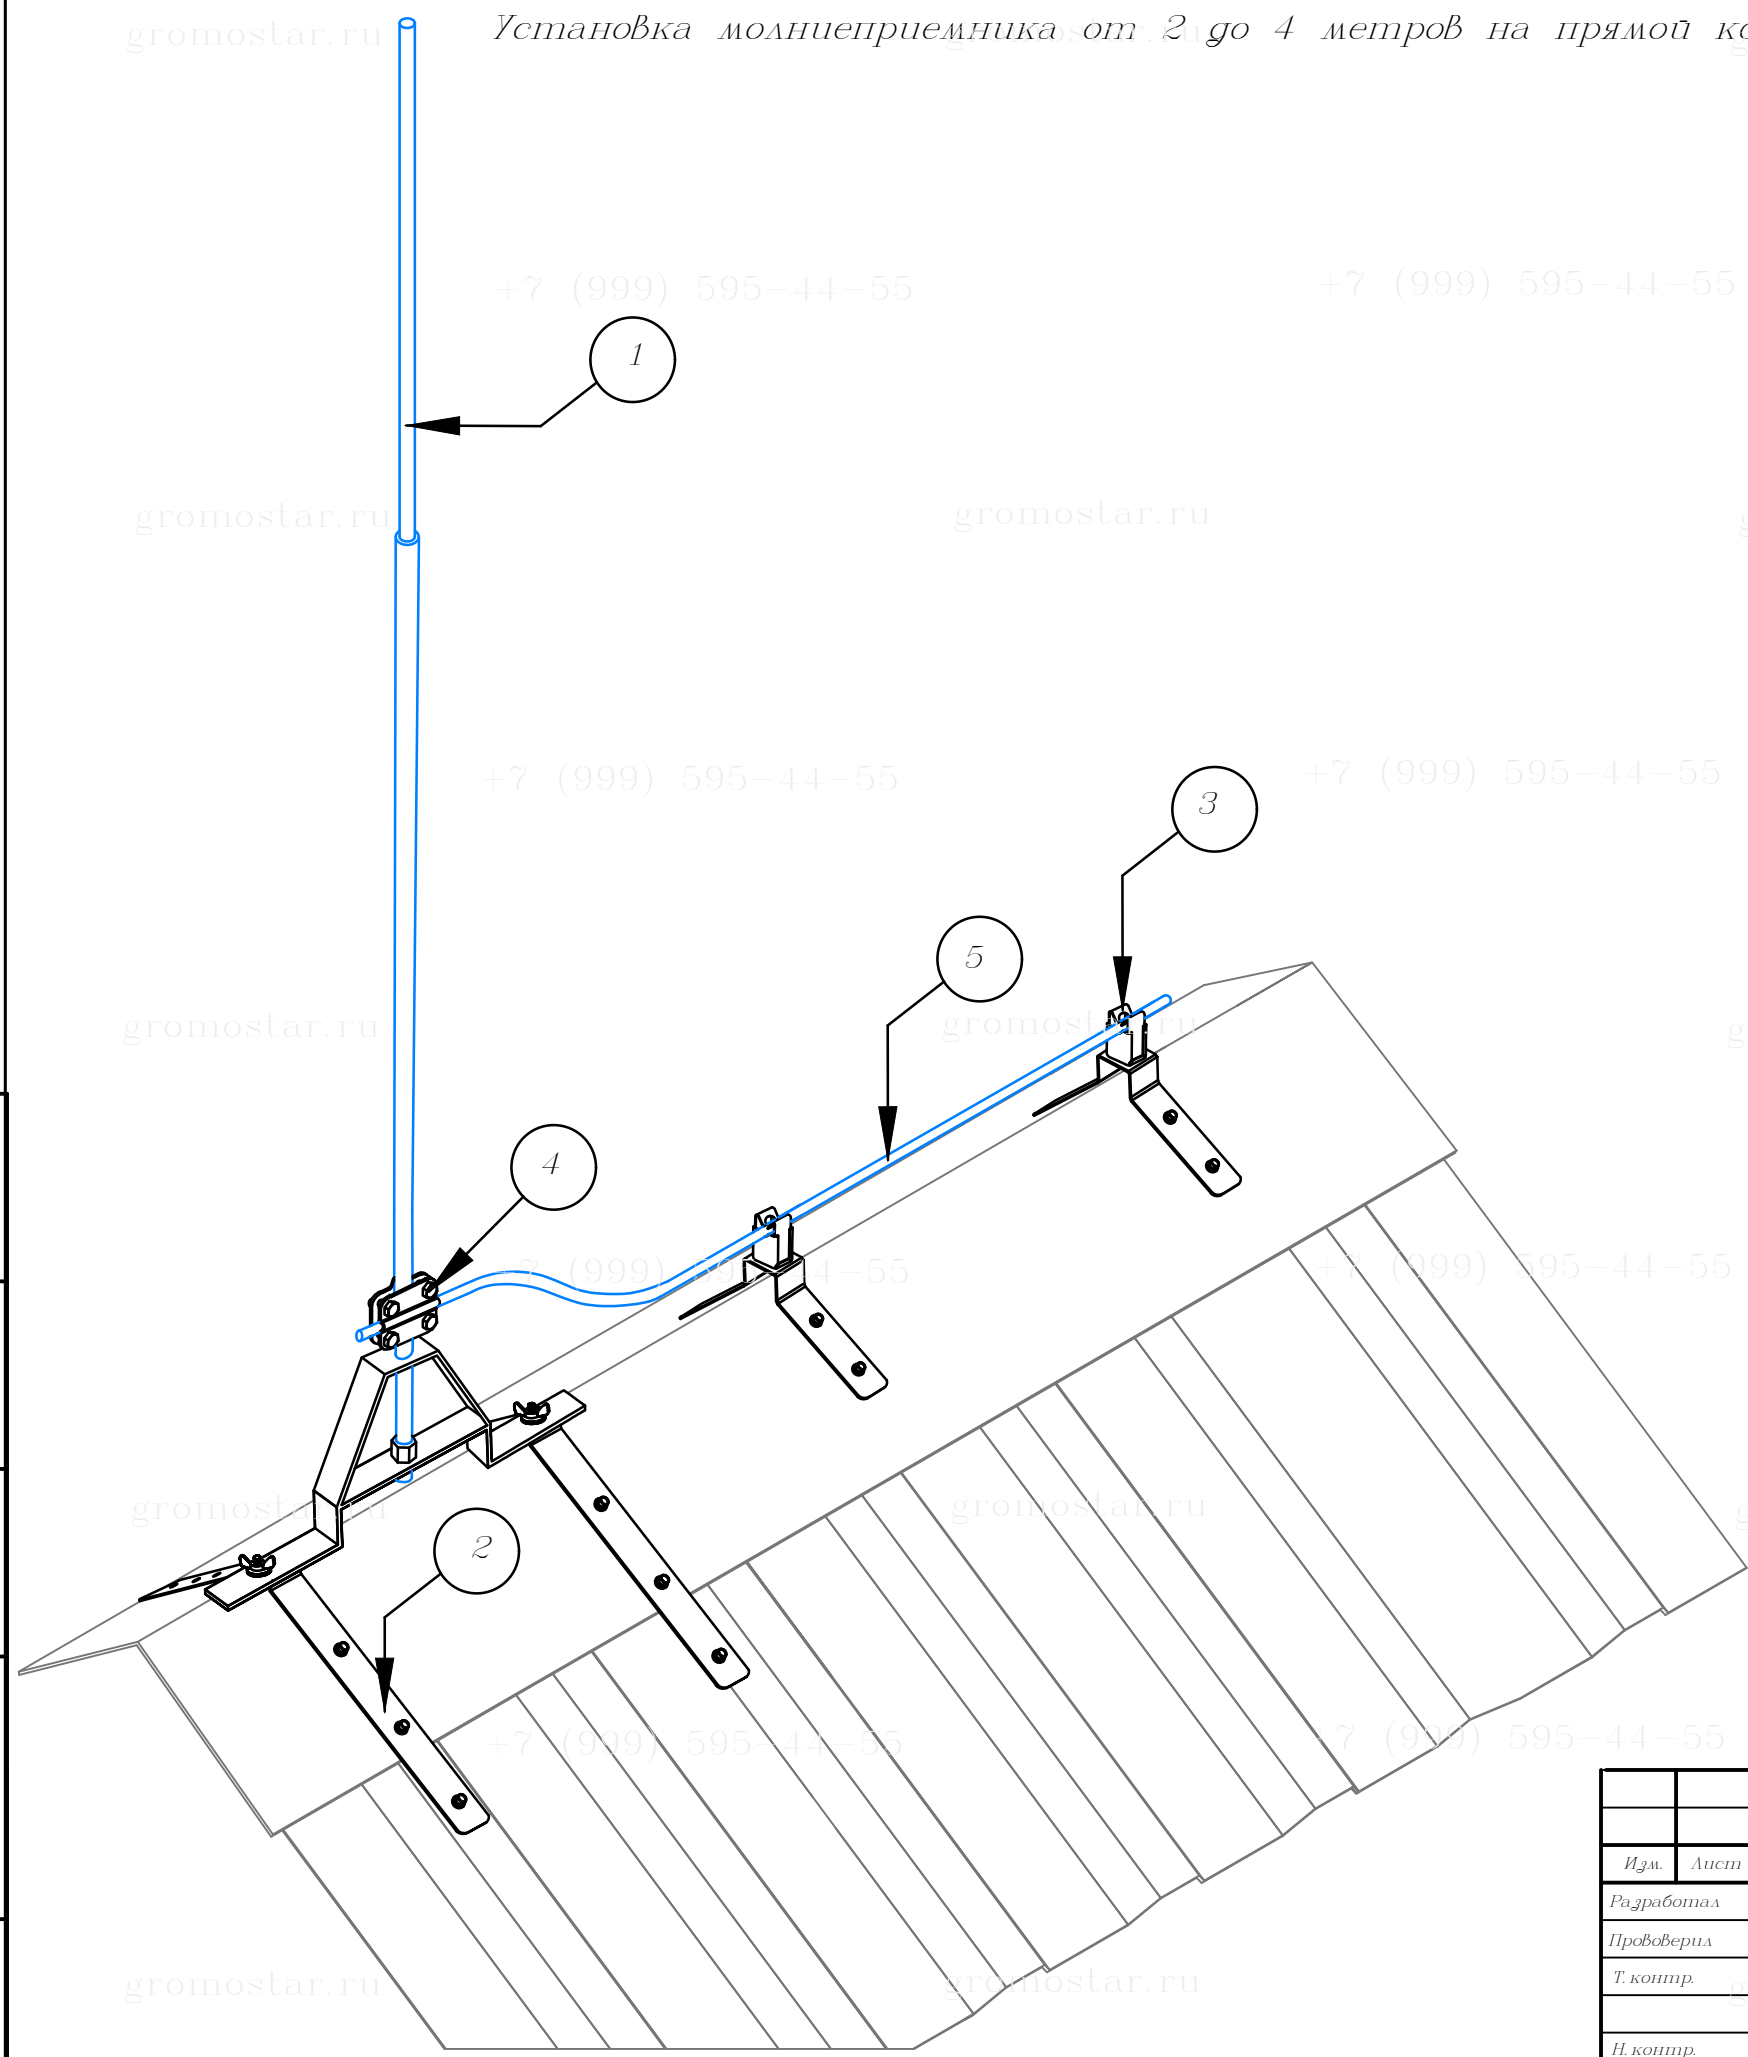 Установка молниеприемника от 2 до 4 метров на прямой
gromostar.ru
gromostar.ru
+7 (999) 595-44-55
+7 (999) 595-44-55
1
gromostar.ru
gromostar.ru
+7 (999) 595-44-55
+7 (999) 595-44-55
3
5
gromostar.ru
gromostar.ru
4
+7 (999) 595-44-55
+7 (999) 595-44-55
gromostar.ru
gromostar.ru
2
+7 (999) 595-44-55
+7 (999) 595-44-55
Изм. Лист
Разработал
Прововерил
Т. контр.
gromostar.ru
gromostar.ru
Н. контр.